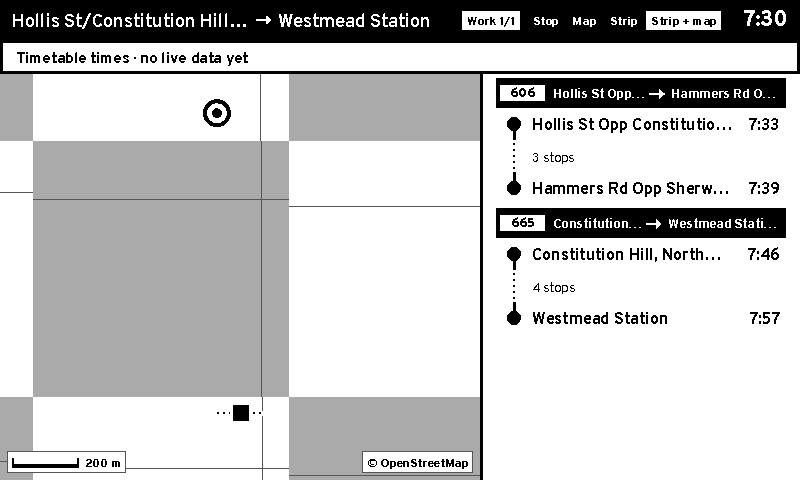 Hollis St/Constitution Hill... → Westmead Station
Work 1/1 Stop Map Strip Strip + map 7:30
Timetable times · no live data yet
606 Hollis St Opp... → Hammers Rd O...
Hollis St Opp Constitutio... 7:33
3 stops
Hammers Rd Opp Sherw... 7:39
665 Constitution... → Westmead Stati...
Constitution Hill, North... 7:46
4 stops
Westmead Station 7:57
200 m
© OpenStreetMap